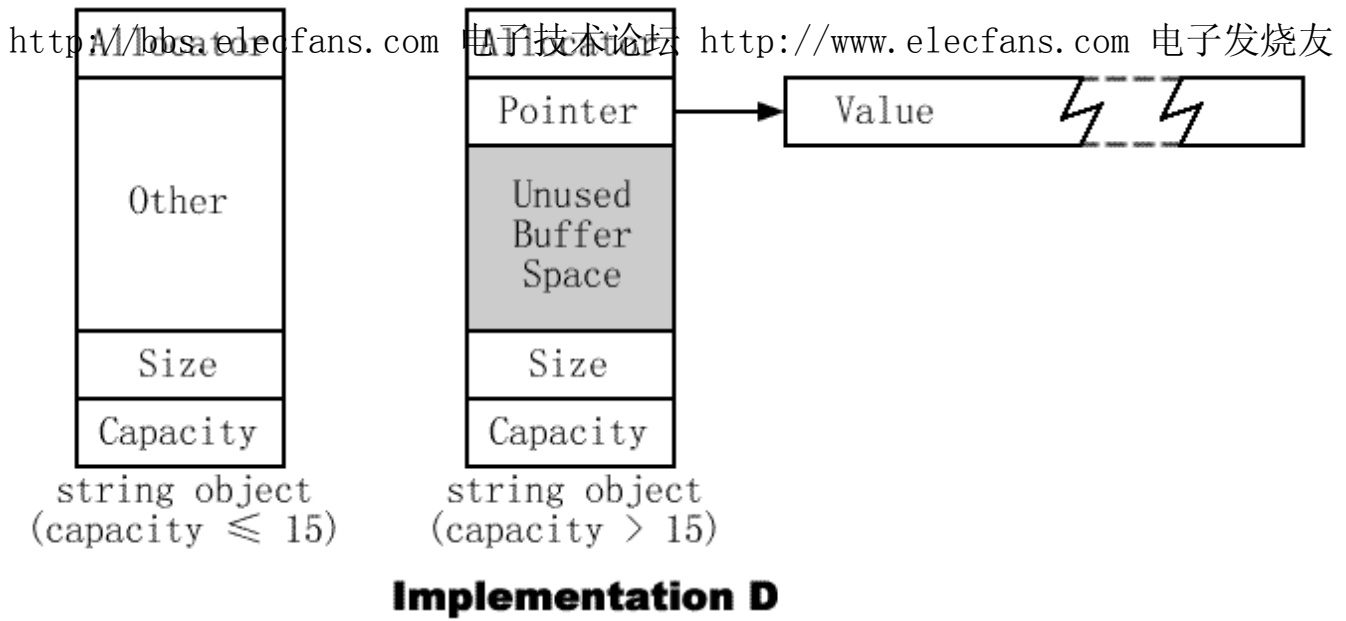 http://bbs.elecfans.com 电子技术论坛 http://www.elecfans.com 电子发烧友
Allocator
Allocator
Pointer
Value
Other
Unused
Buffer
Space
Size
Size
Capacity
Capacity
string object
(capacity ≤ 15)
string object
(capacity > 15)
Implementation D